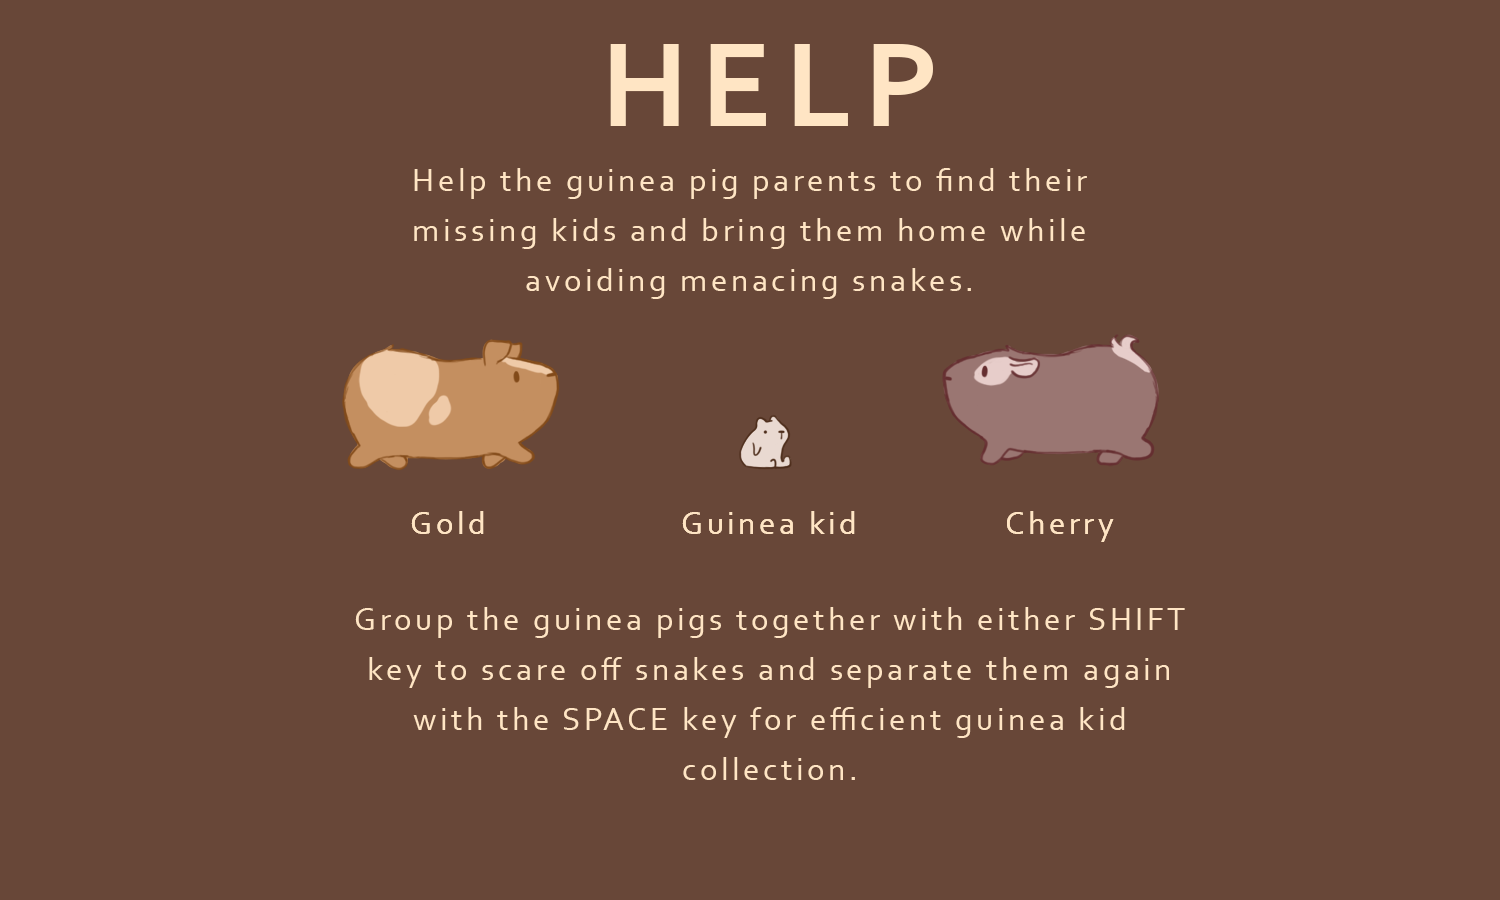 HELP
Help the guinea pig parents to find their
missing kids and bring them home while
avoiding menacing snakes.
Gold
Guinea kid
Cherry
Group the guinea pigs together with either SHIFT
key to scare off snakes and separate them again
with the SPACE key for efficient guinea kid
collection.